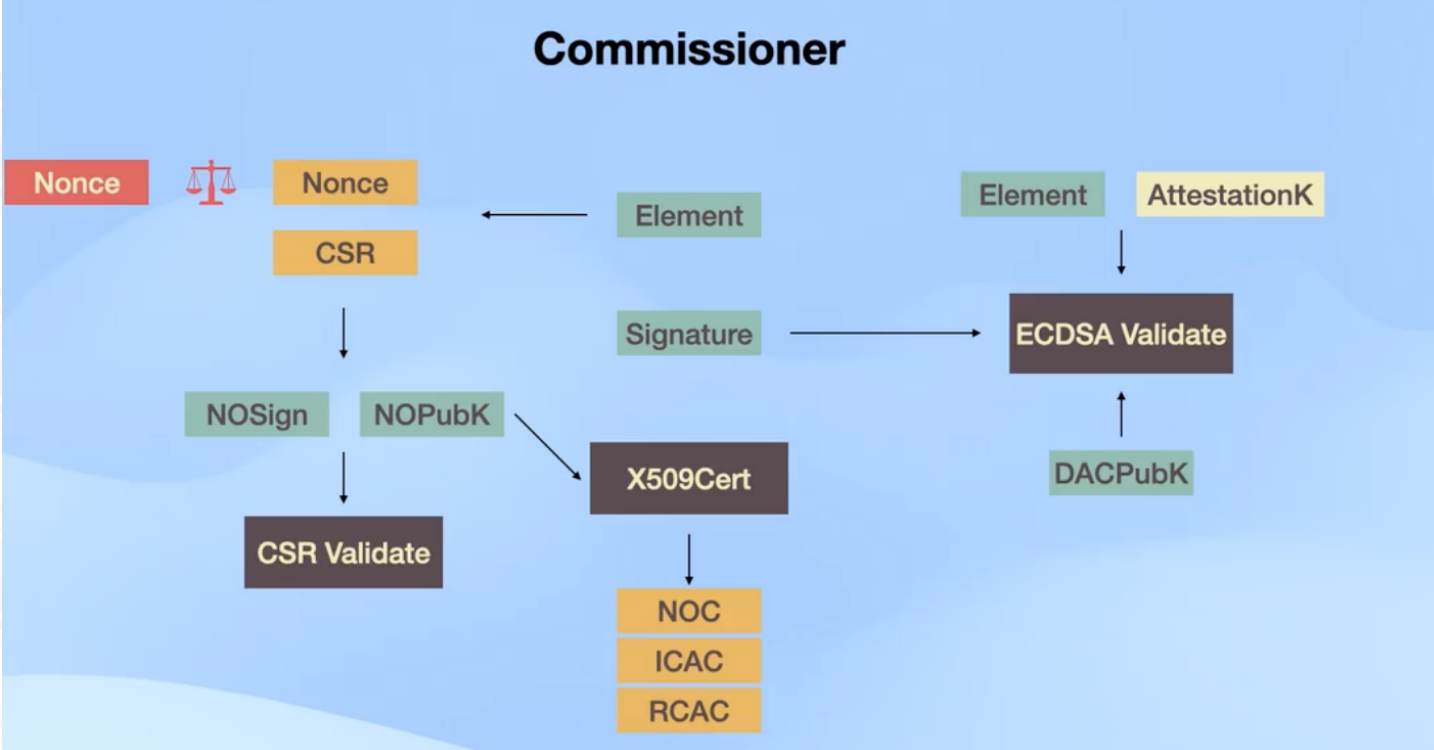 Commissioner
Nonce
Nonce
CSR
Element
Element
AttestationK
Signature
ECDSA Validate
NOSign
NOPubK
X509Cert
DACPubK
CSR Validate
NOC
ICAC
RCAC